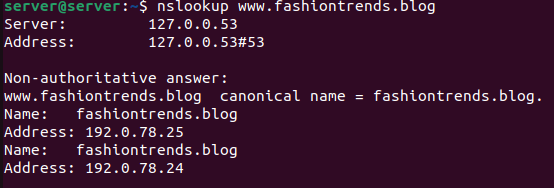 server@server:~$ nslookup www.fashiontrends.blog
Server:		127.0.0.53
Address:	127.0.0.53#53

Non-authoritative answer:
www.fashiontrends.blog	canonical name = fashiontrends.blog.
Name:	fashiontrends.blog
Address: 192.0.78.25
Name:	fashiontrends.blog
Address: 192.0.78.24